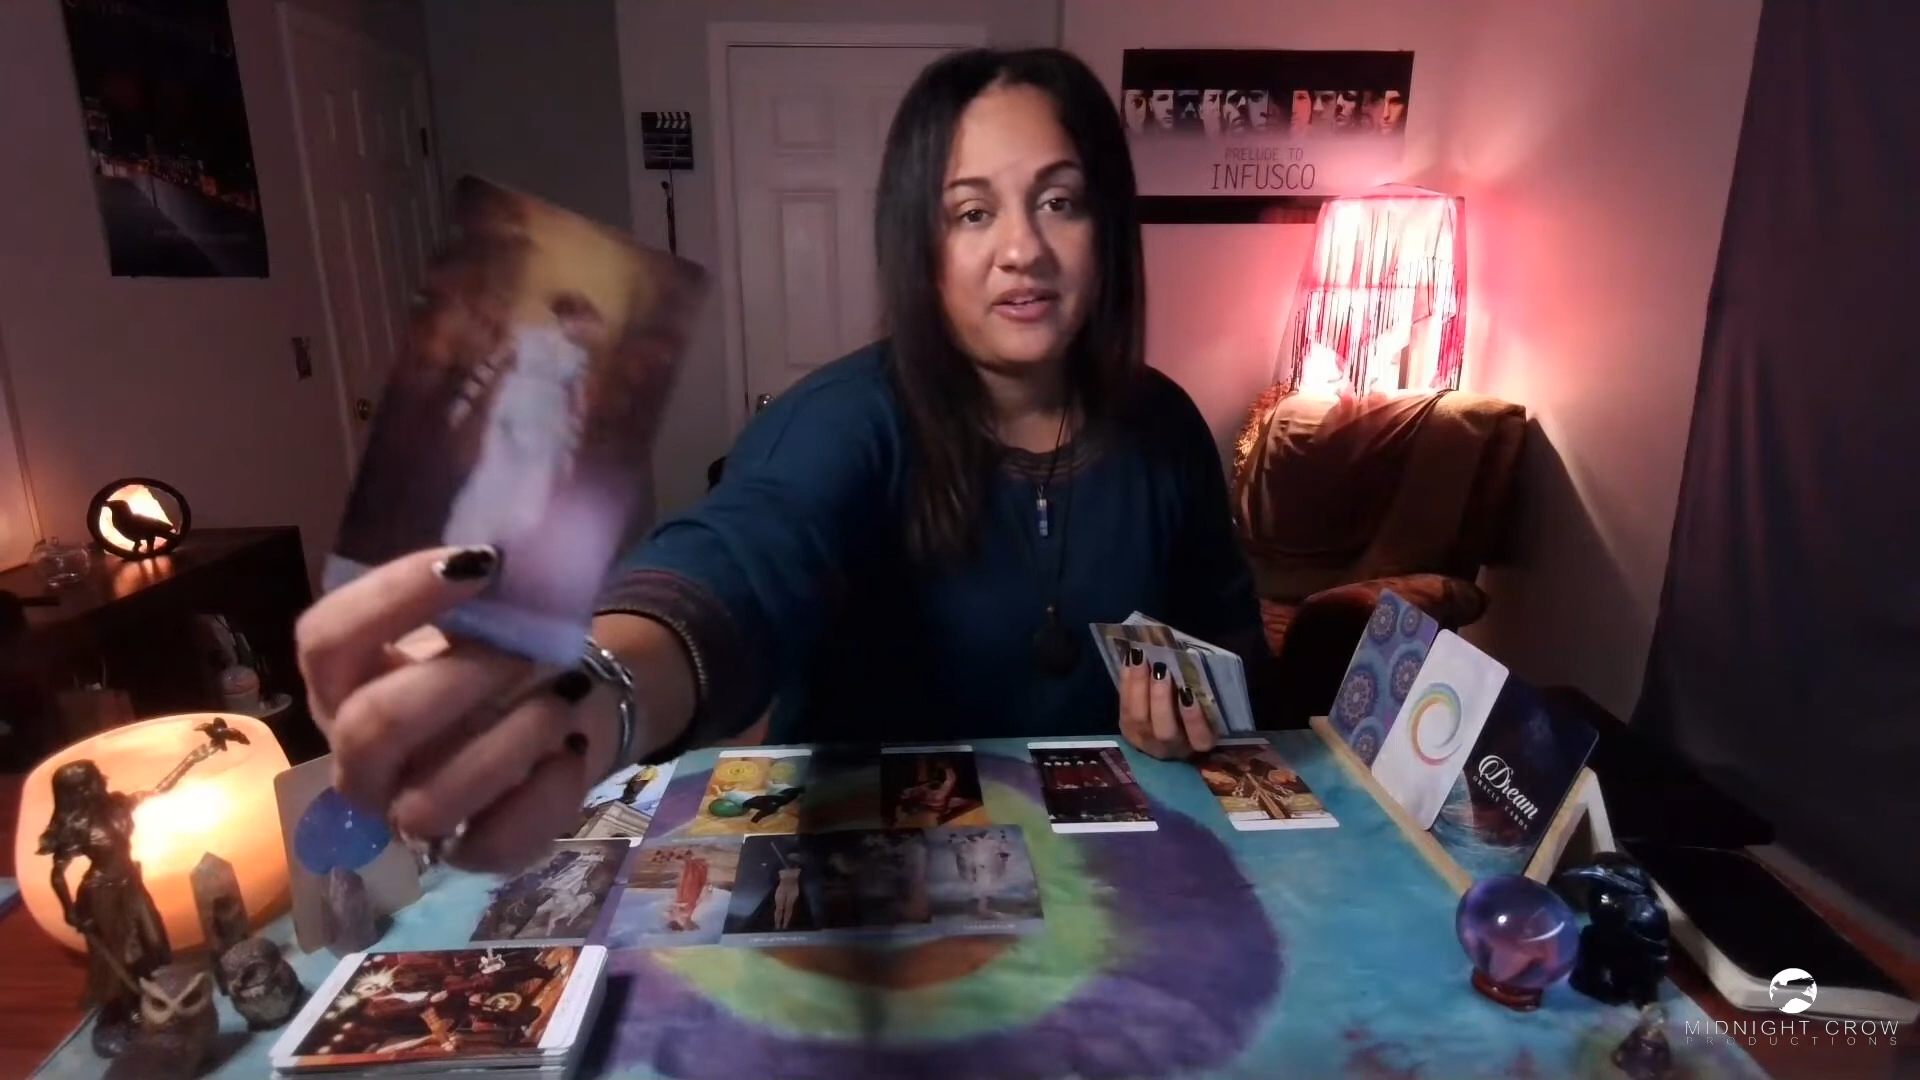 PRELUDE TO
INFUSCO
Dream
ORACLE CARDS
MIDNIGHT CROW
PRODUCTIONS